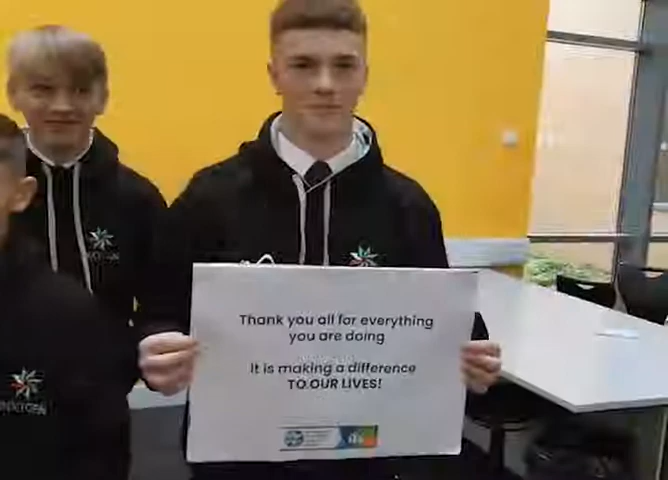 Thank you all for everything
you are doing
It is making a difference
TO OUR LIVES!